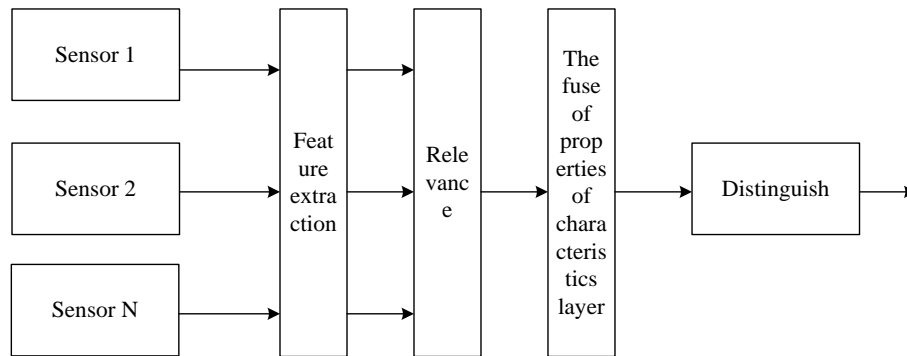 Sensor 1
Sensor 2
Sensor N
Feat
ure
extra
ction
Rele
vanc
e
The
fuse
of
prop
erties
of
chara
cteris
tics
layer
Distinguish